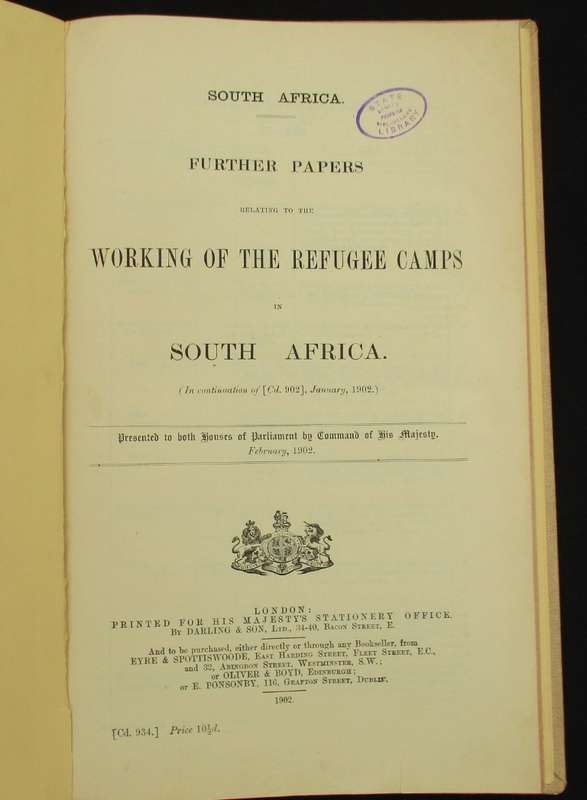 SOUTH AFRICA.
STATE
LIBRARY
FURTHER PAPERS
RELATING TO THE
WORKING OF THE REFUGEE CAMPS
IN
SOUTH AFRICA.
(In continuation of [Cd. 902], January, 1902.)
Presented to both Houses of Parliament by Command of His Majesty.
February, 1902.
LONDON:
PRINTED FOR HIS MAJESTY'S STATIONERY OFFICE.
BY DARLING & SON, LTD., 34-40, BACON STREET, E.
And to be purchased, either directly or through any Bookseller, from
EYRE & SPOTTISWOODE, EAST HARDING STREET, FLEET STREET, E.C.,
and 32, ABINGDON STREET, WESTMINSTER, S.W.;
or OLIVER & BOYD, EDINBURGH;
or E. PONSONBY, 116, GRAFTON STREET, DUBLIN.
1902.
[Cd. 934.] Price 10½d.